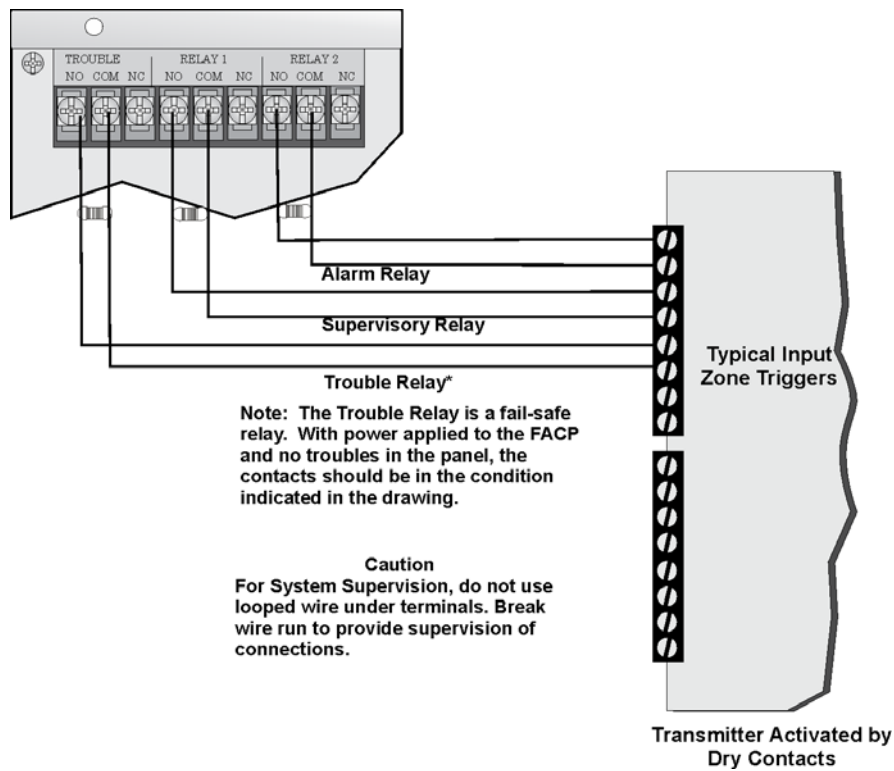 TROUBLE RELAY 1 RELAY 2
NO COM NC NO COM NC NO COM NC
Alarm Relay
Supervisory Relay
Trouble Relay*
Typical Input
Zone Triggers
Note: The Trouble Relay is a fail-safe
relay. With power applied to the FACP
and no troubles in the panel, the
contacts should be in the condition
indicated in the drawing.
Caution
For System Supervision, do not use
looped wire under terminals. Break
wire run to provide supervision of
connections.
Transmitter Activated by
Dry Contacts